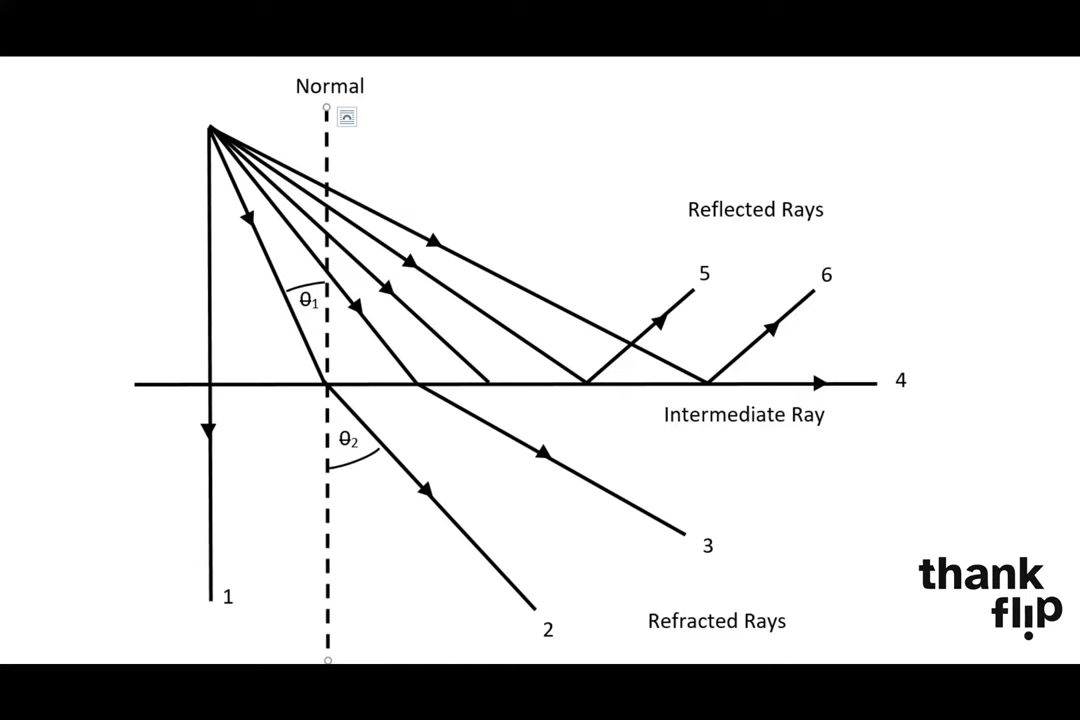 Normal
Reflected Rays
5
6
θ1
4
Intermediate Ray
θ2
3
1
2
Refracted Rays
thank
flip